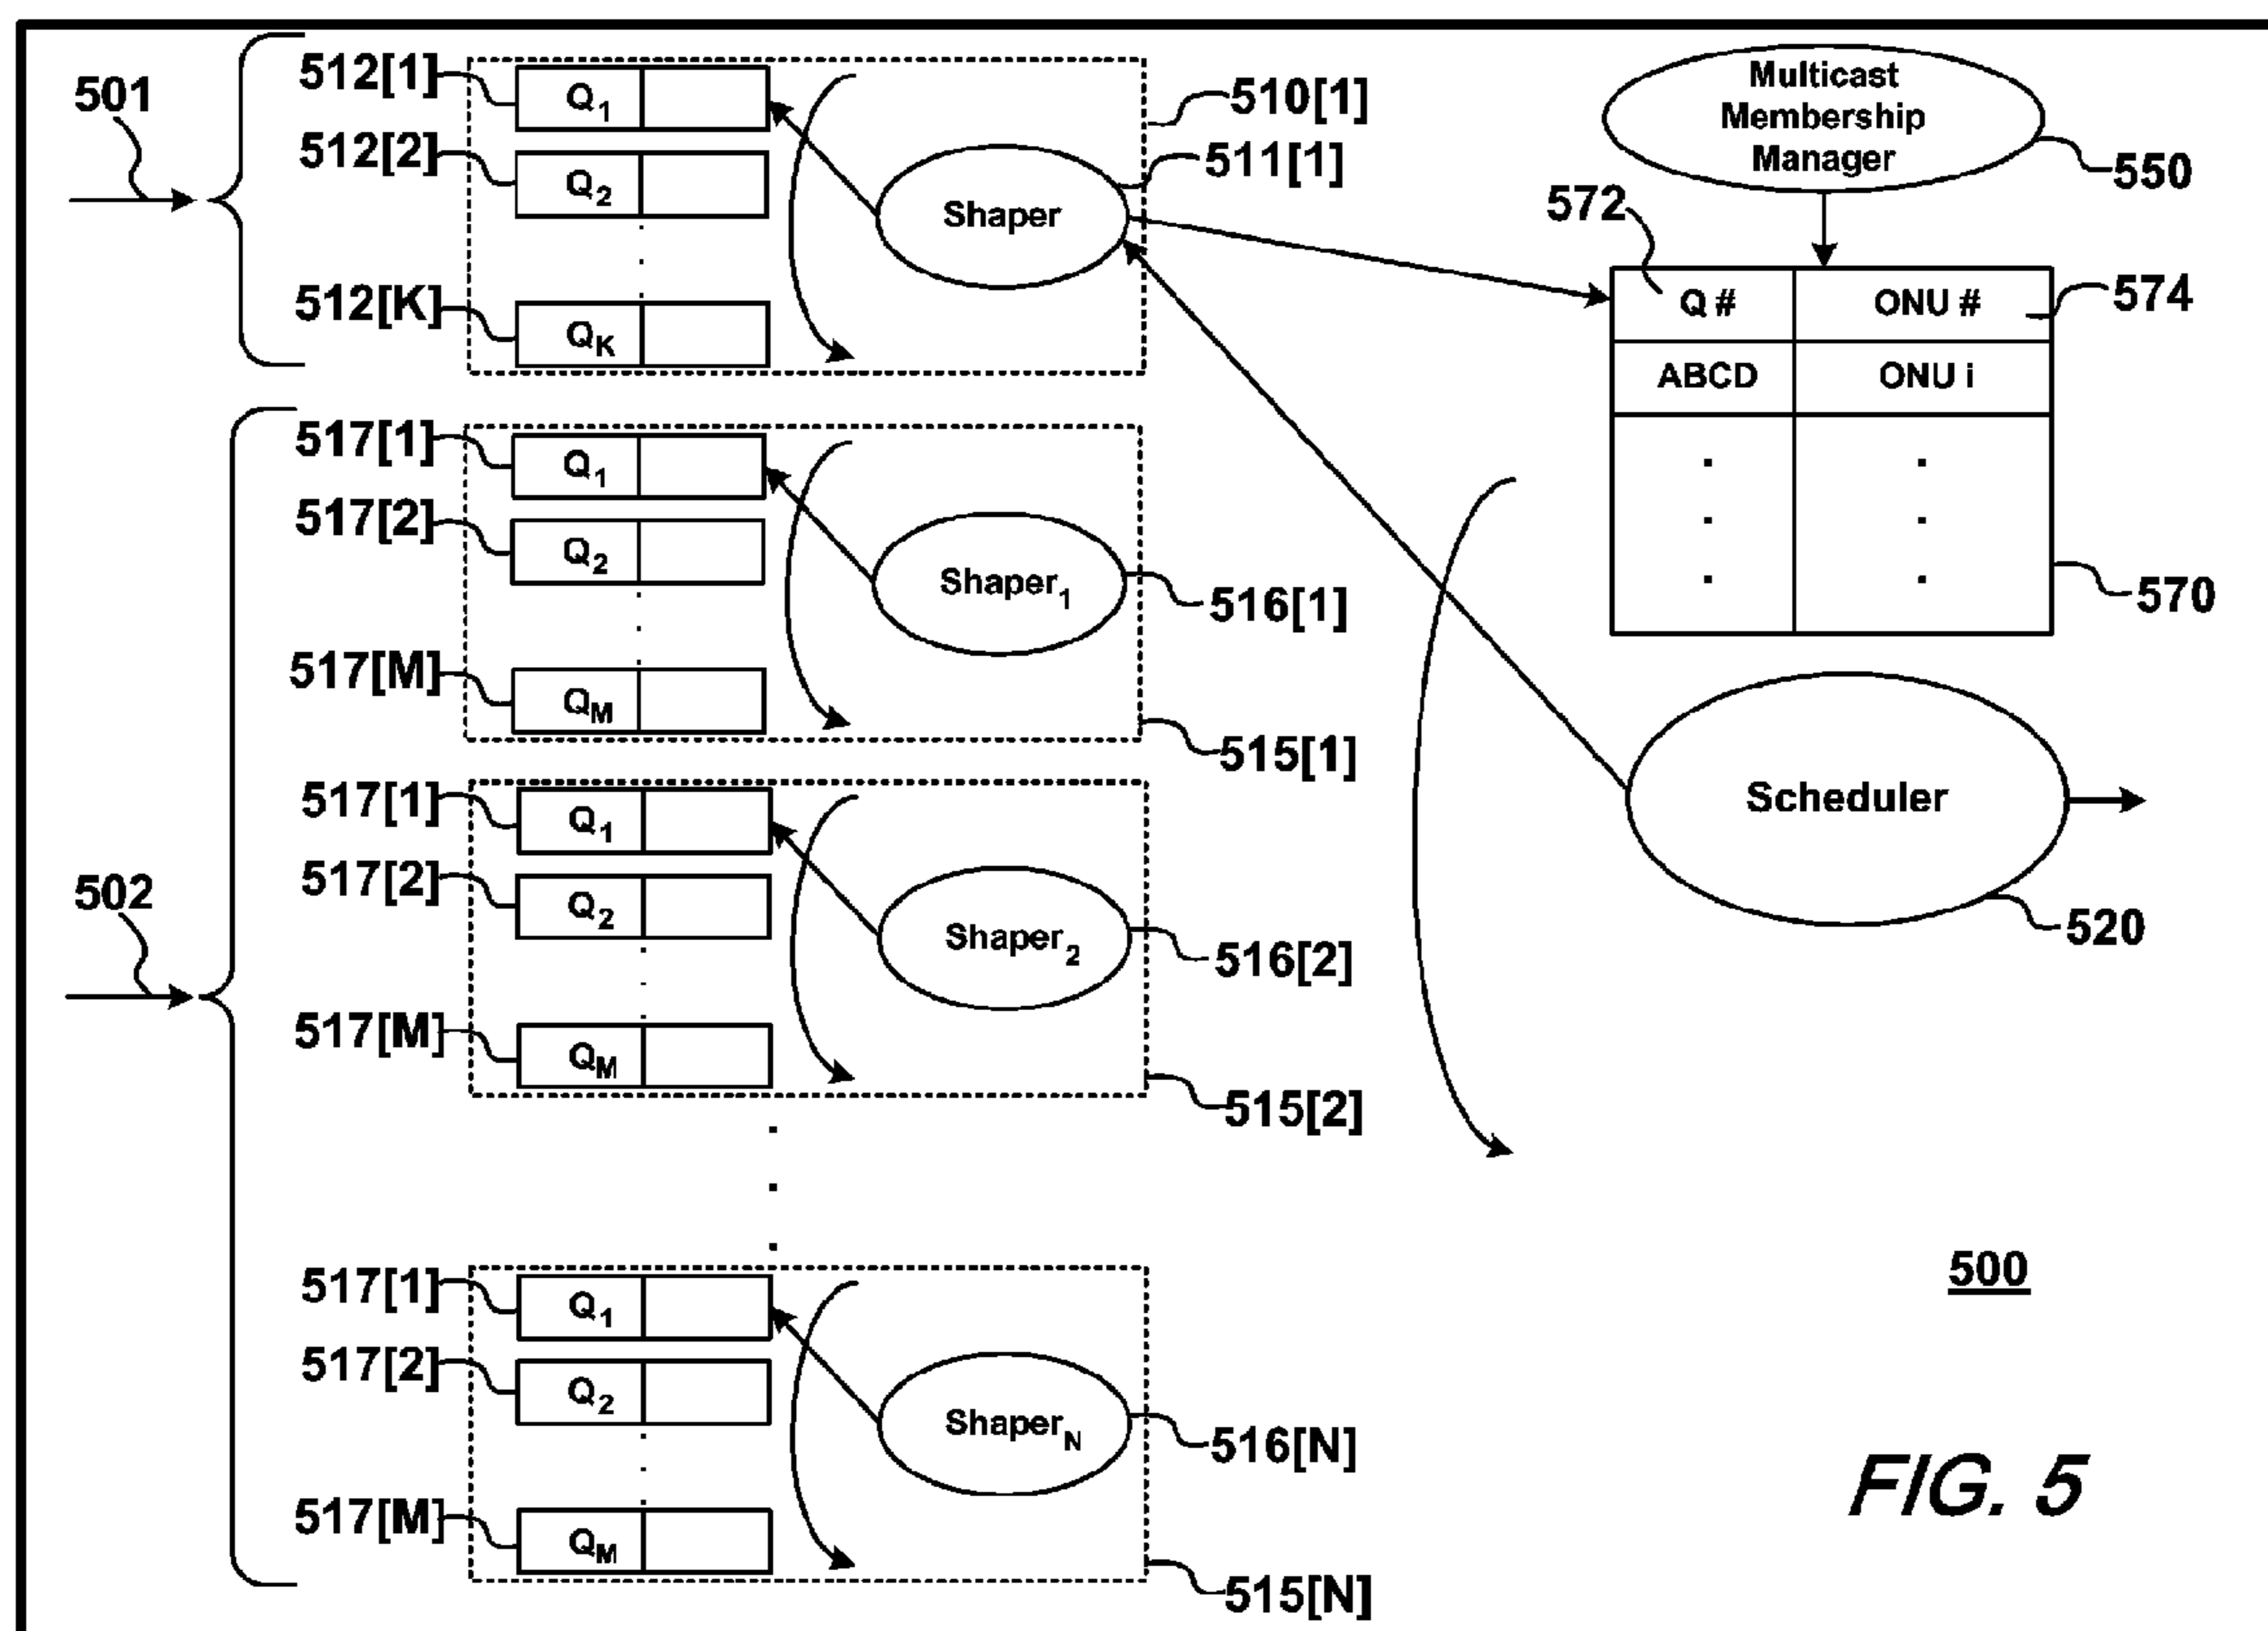 501
512[1]
Q1
512[2]
Q2
512[K]
QK
Shaper
510[1]
511[1]
Multicast
Membership
Manager
550
572
Q #
ONU #
574
ABCD
ONU i
570
502
517[1]
Q1
517[2]
Q2
517[M]
QM
Shaper1
516[1]
515[1]
517[1]
Q1
517[2]
Q2
517[M]
QM
Shaper2
516[2]
515[2]
Scheduler
520
517[1]
Q1
517[2]
Q2
517[M]
QM
ShaperN
516[N]
515[N]
500
FIG. 5